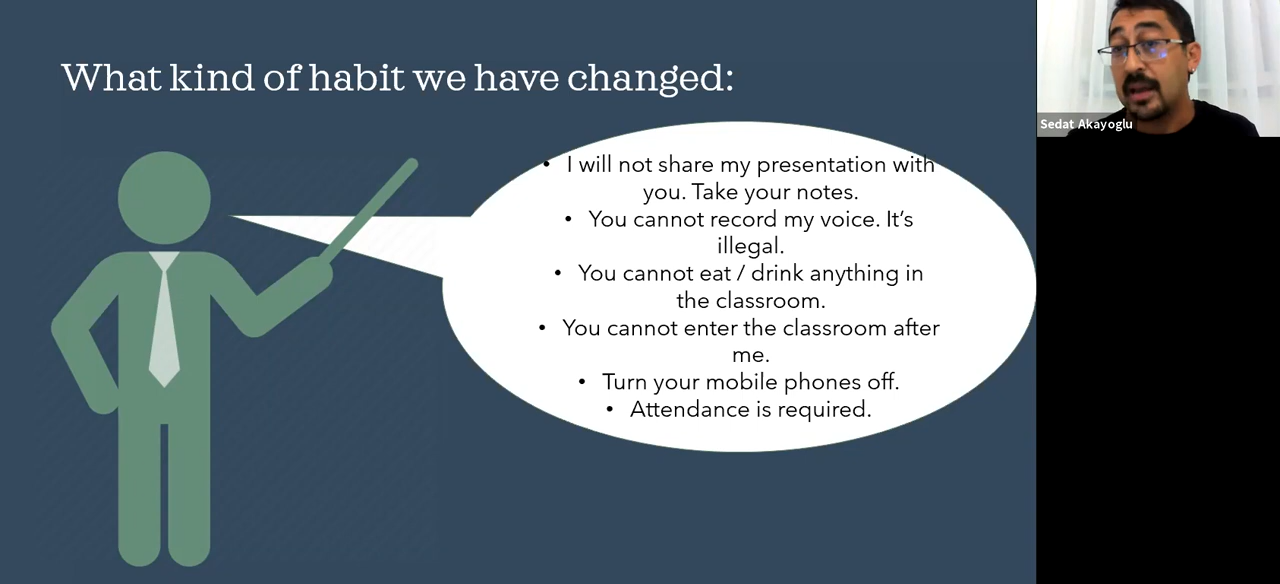 What kind of habit we have changed:
• I will not share my presentation with
you. Take your notes.
• You cannot record my voice. It’s
illegal.
• You cannot eat / drink anything in
the classroom.
• You cannot enter the classroom after
me.
• Turn your mobile phones off.
• Attendance is required.
Sedat Akayoglu